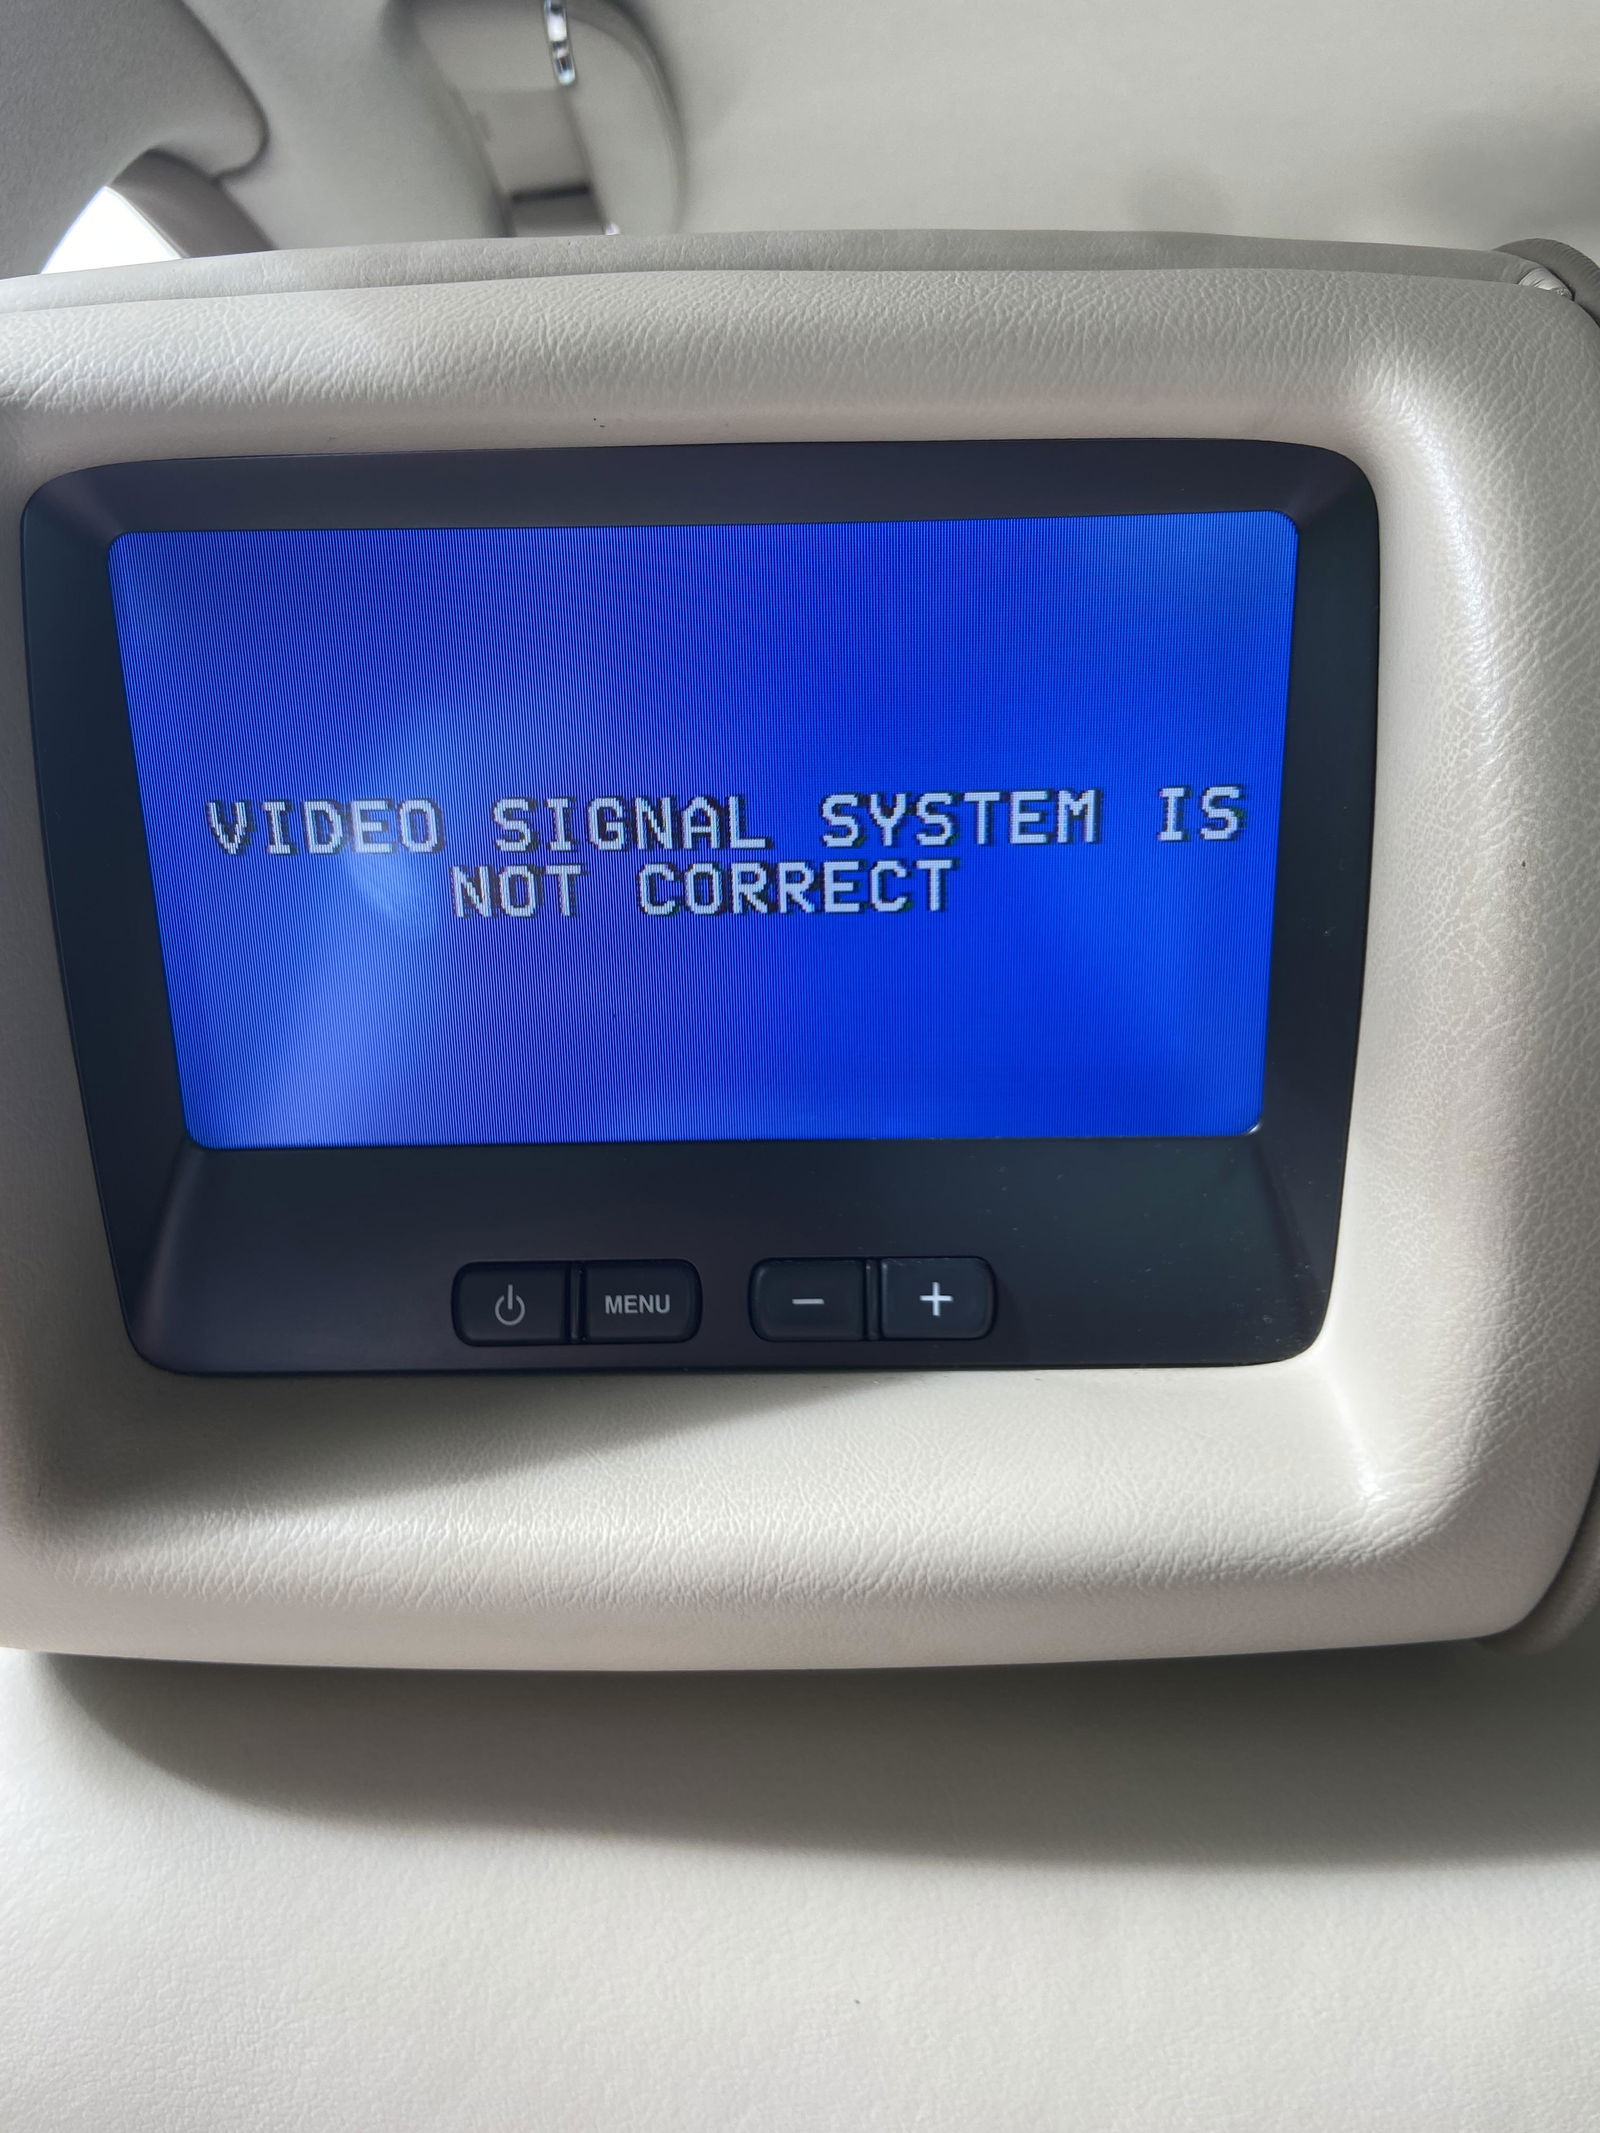 VIDEO SIGNAL SYSTEM IS
NOT CORRECT
MENU
- +